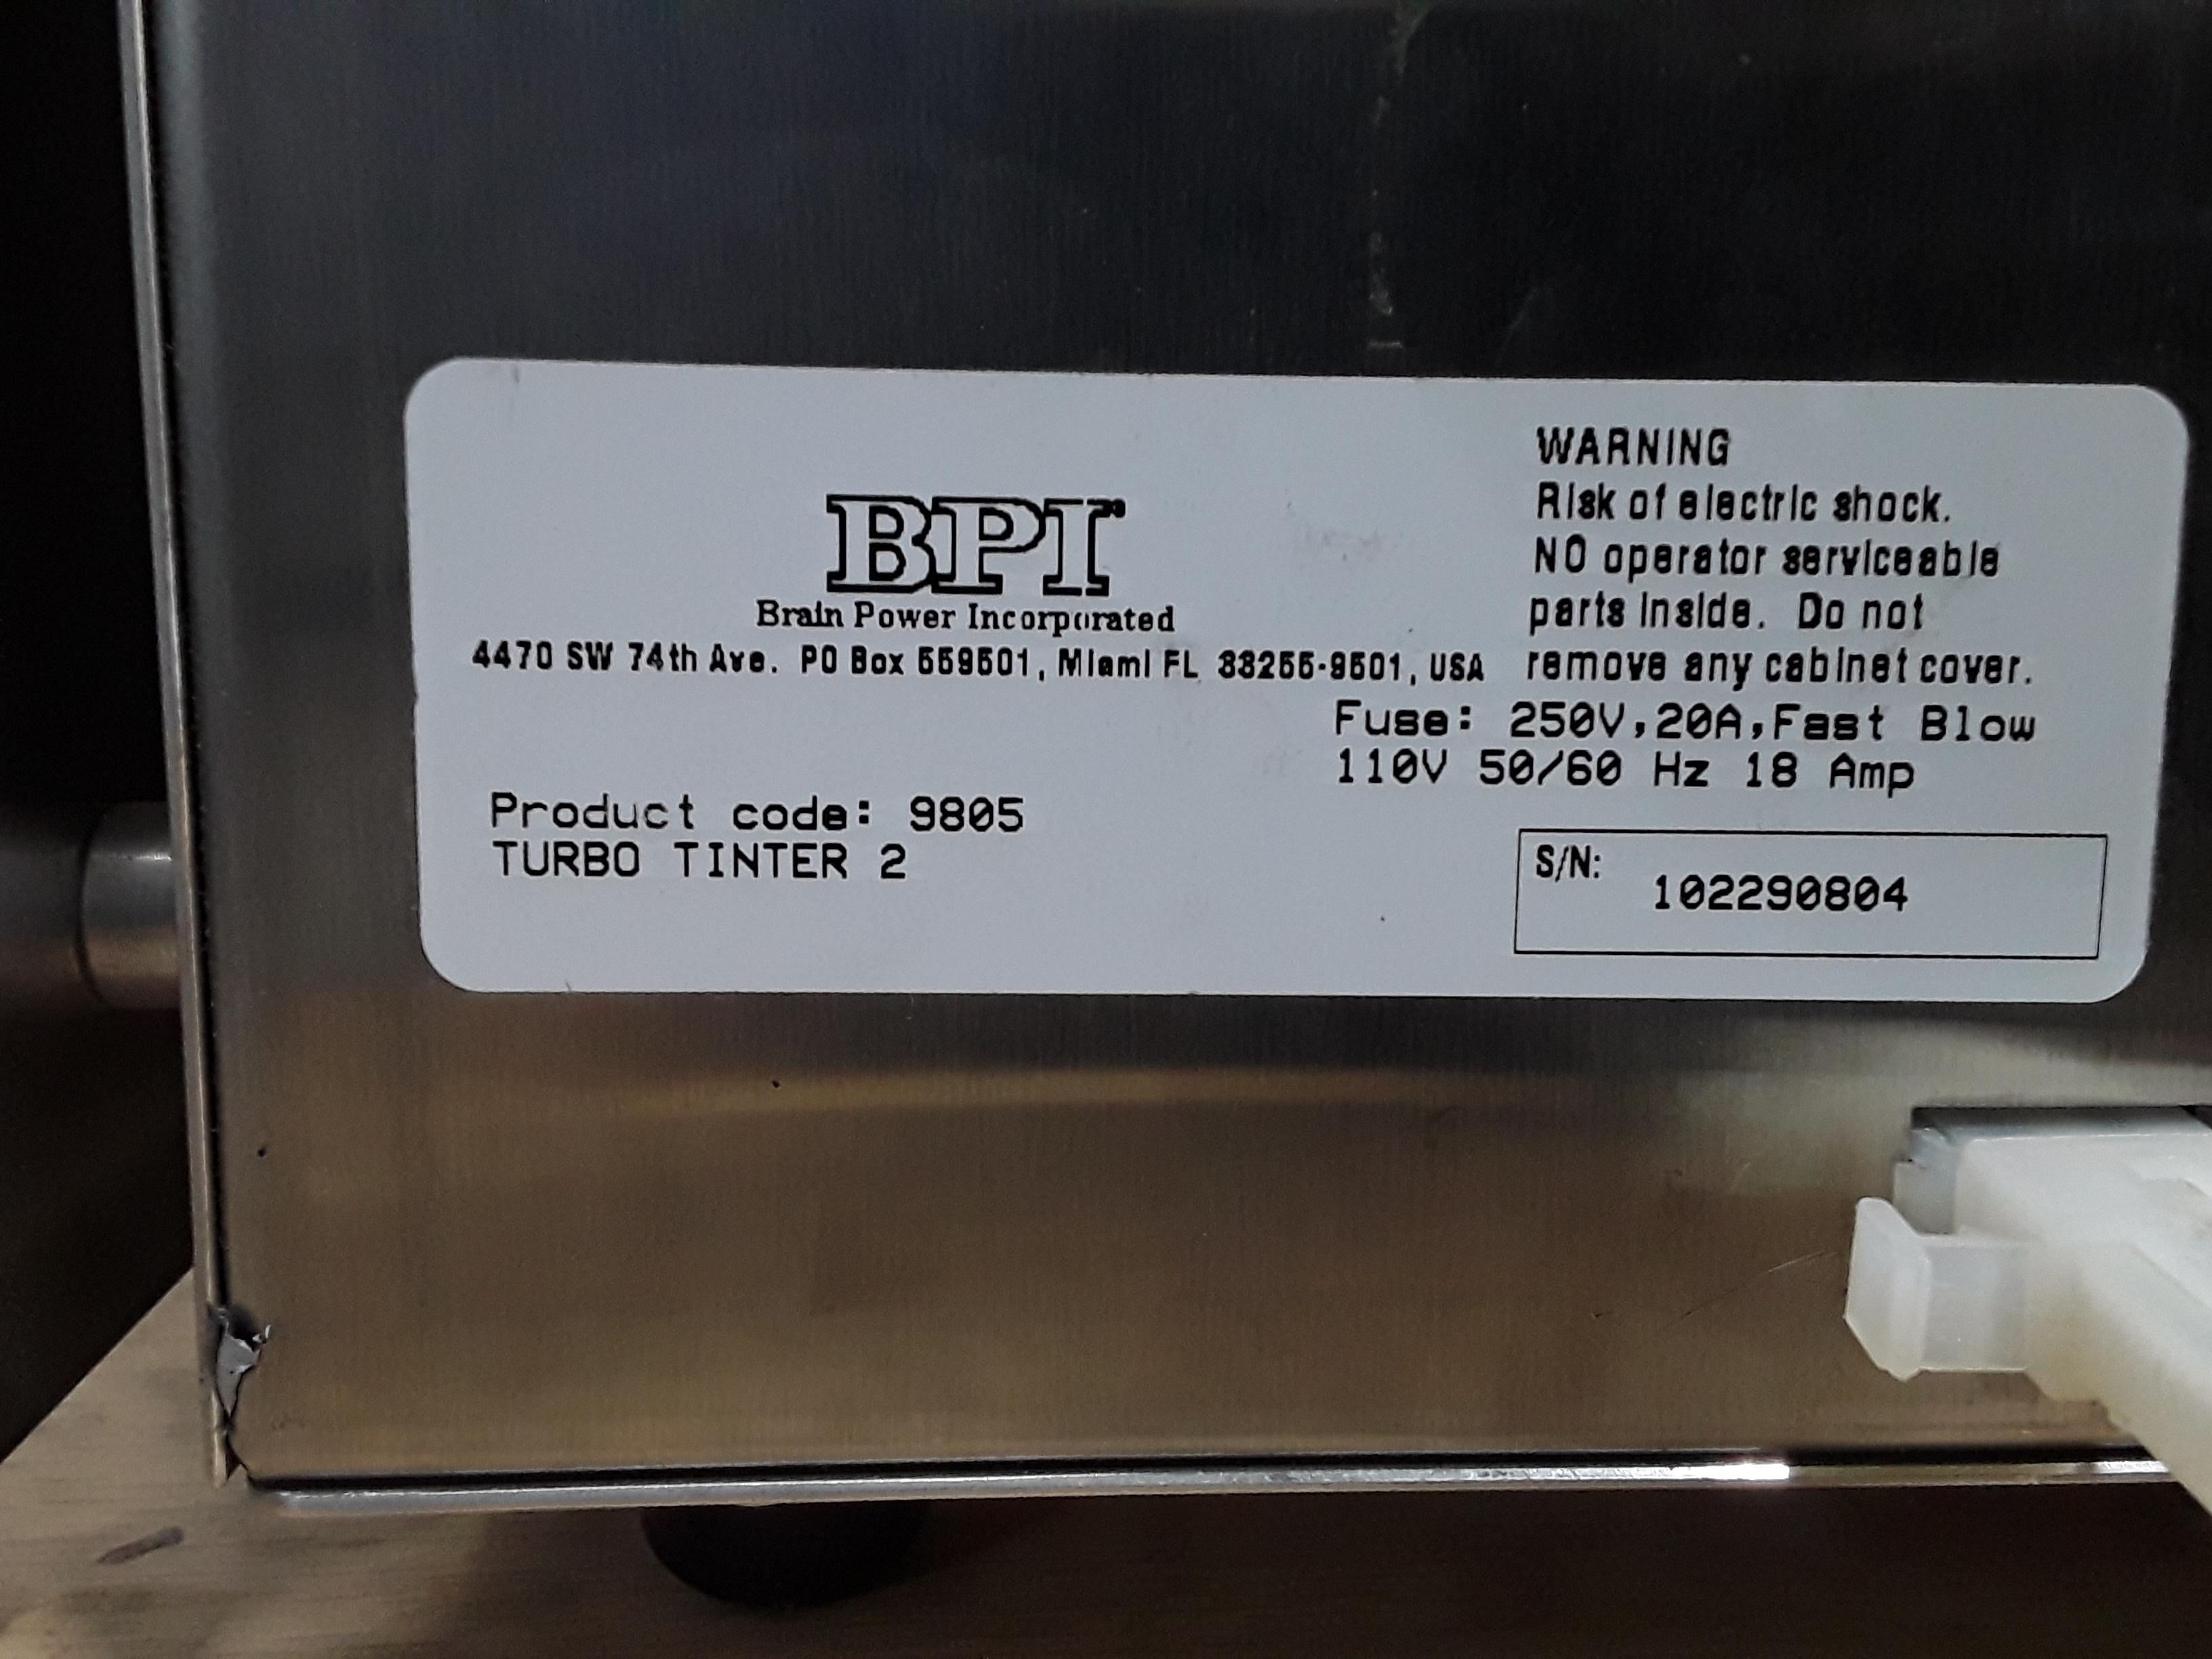 BPI®
Brain Power Incorporated
4470 SW 74th Ave. PO Box 559501, Miami FL 33255-9501, USA
WARNING
Risk of electric shock.
NO operator serviceable
parts inside. Do not
remove any cabinet cover.
Fuse: 250V,20A,Fast Blow
110V 50/60 Hz 18 Amp
Product code: 9805
TURBO TINTER 2
S/N:
102290804